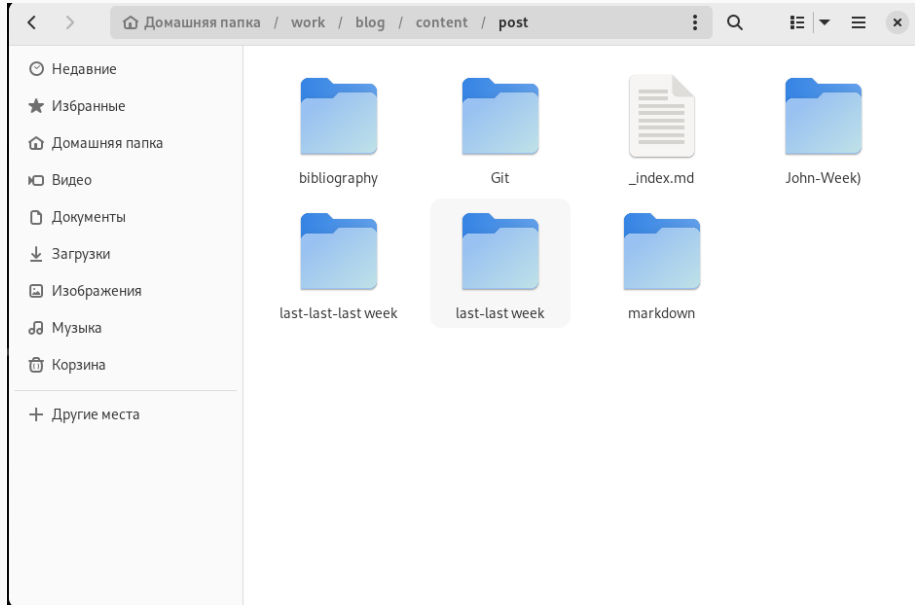 Домашняя папка / work / blog / content / post
Недавние
Избранные
Домашняя папка
Видео
Документы
Загрузки
Изображения
Музыка
Корзина
Другие места
bibliography
Git
_index.md
John-Week)
last-last-last week
last-last week
markdown